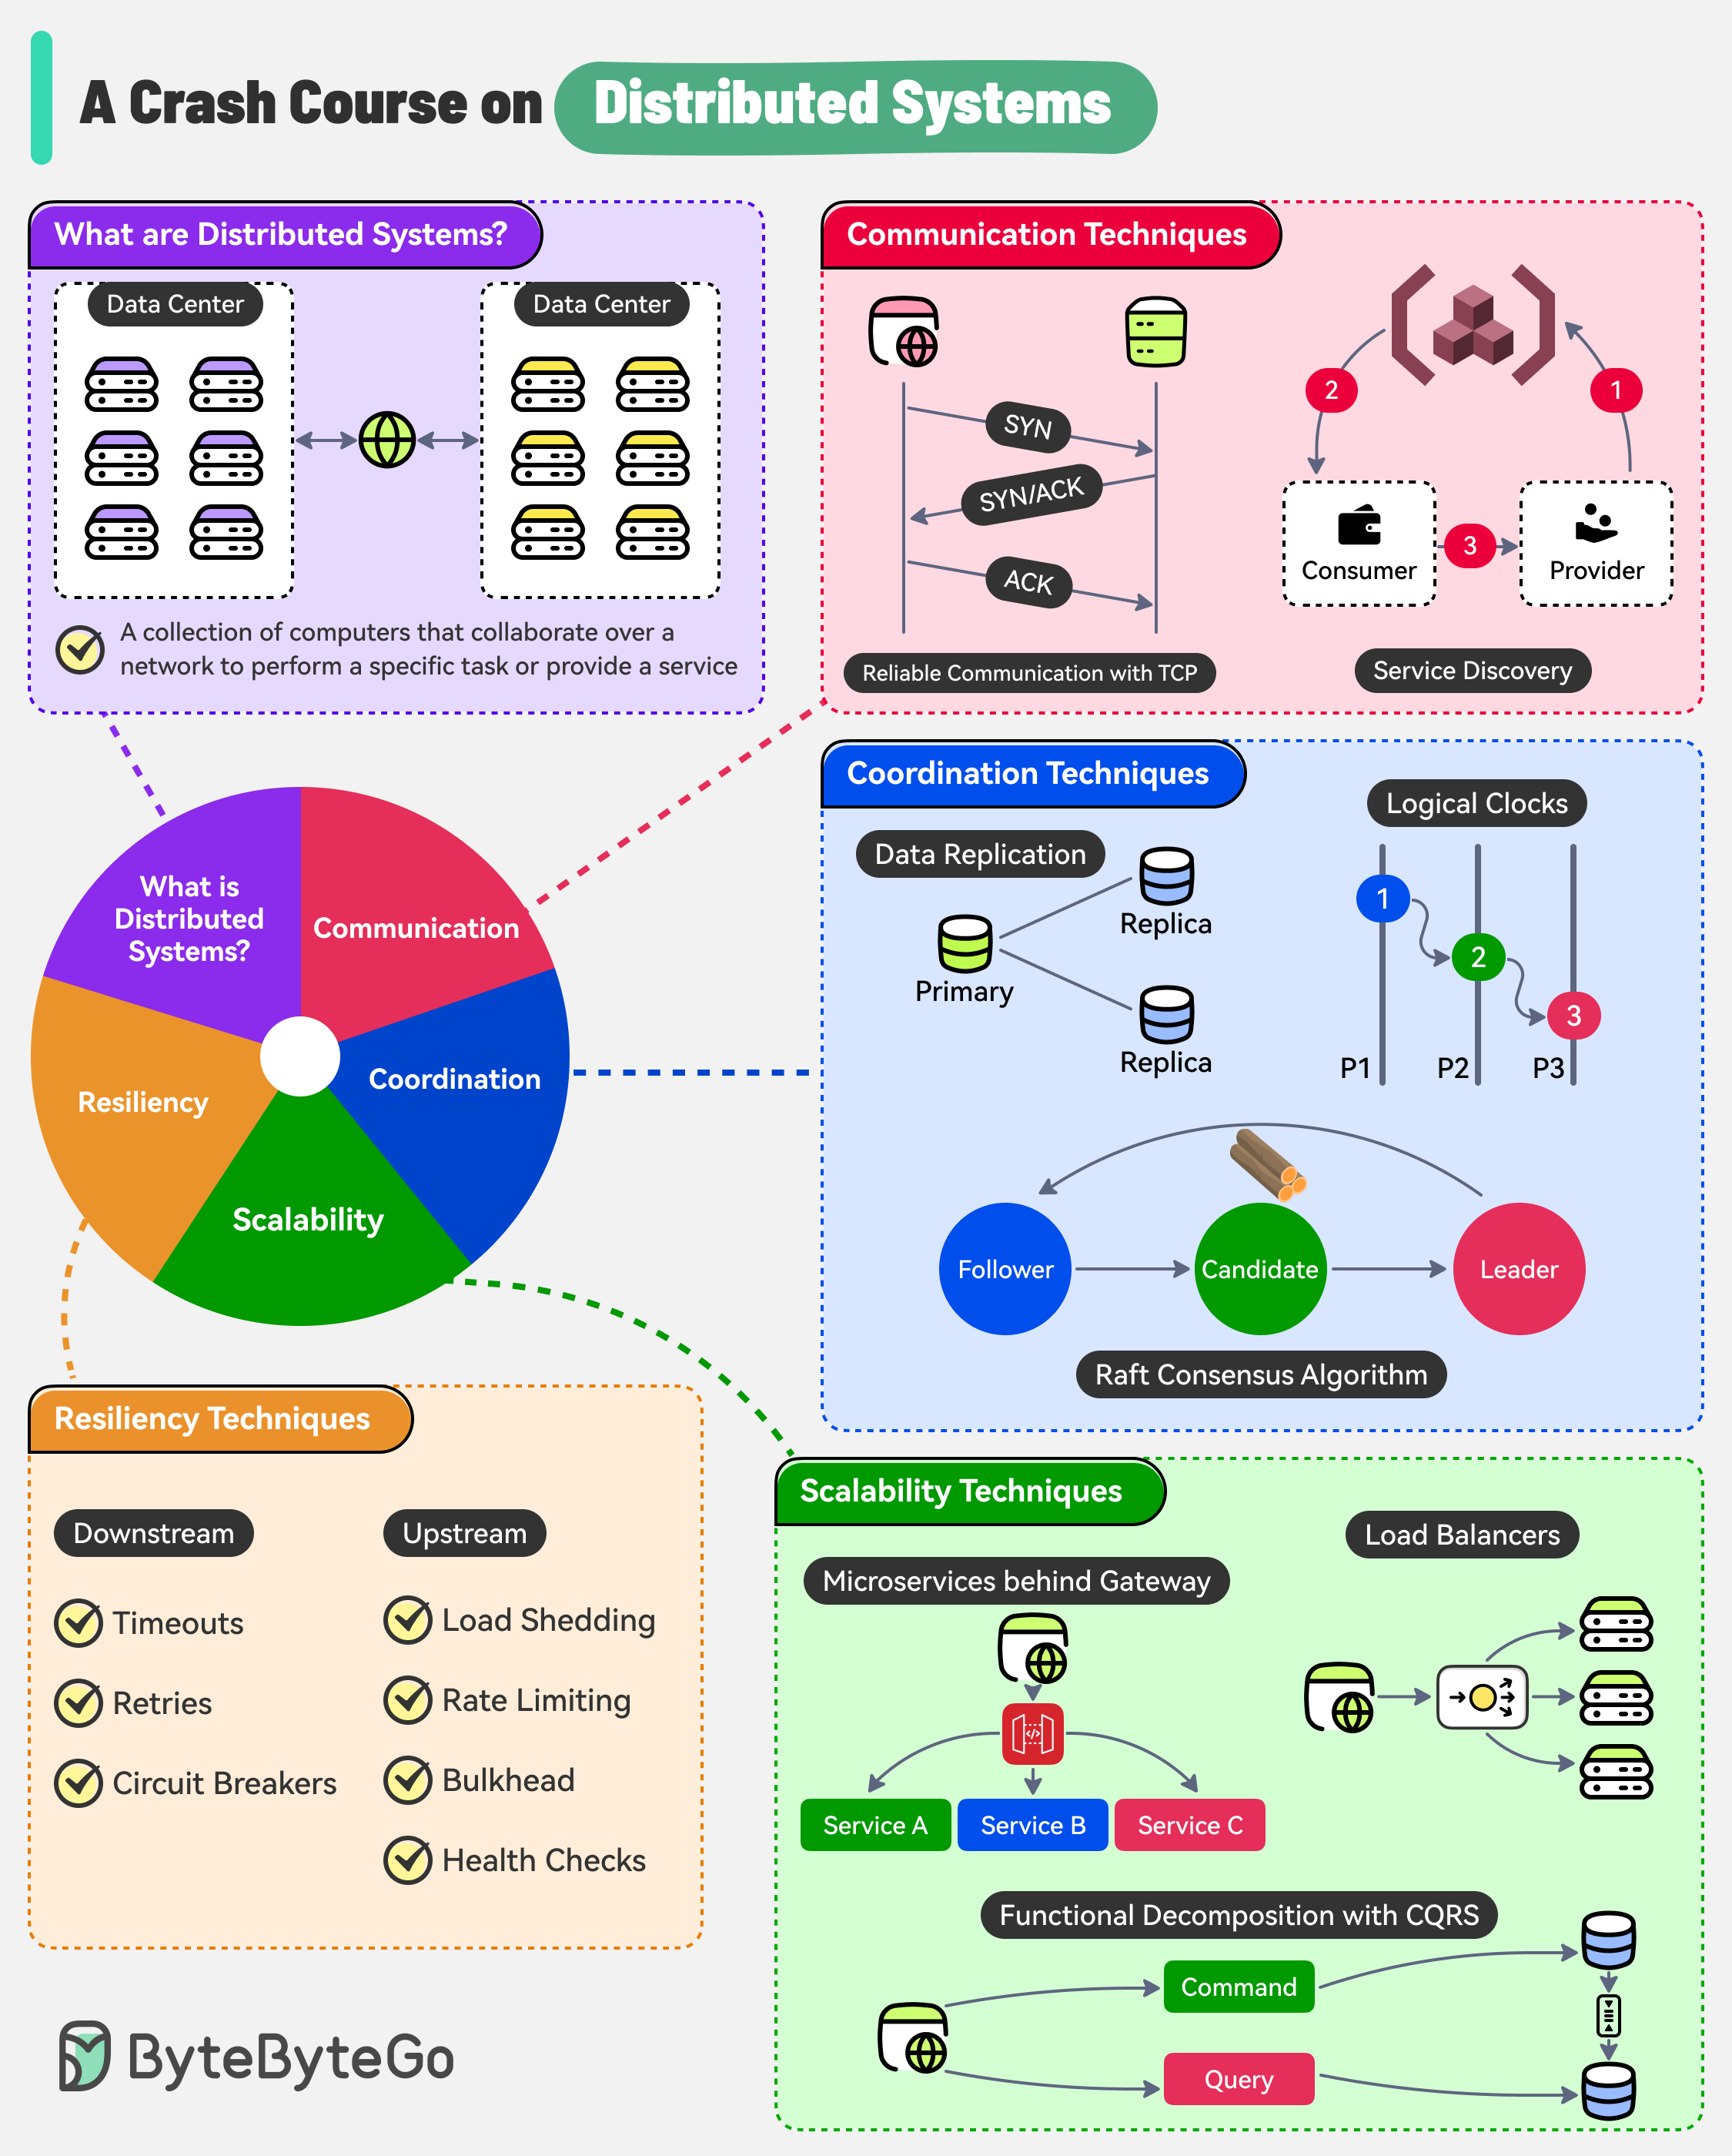 A Crash Course on Distributed Systems
What are Distributed Systems?
Data Center
Data Center
A collection of computers that collaborate over a
network to perform a specific task or provide a service
Communication Techniques
SYN
SYN/ACK
ACK
Reliable Communication with TCP
2
1
Consumer
3
Provider
Service Discovery
What is
Distributed
Systems?
Communication
Coordination
Scalability
Resiliency
Coordination Techniques
Data Replication
Primary
Replica
Replica
Logical Clocks
1
2
3
P1
P2
P3
Follower
Candidate
Leader
Raft Consensus Algorithm
Resiliency Techniques
Downstream
Timeouts
Retries
Circuit Breakers
Upstream
Load Shedding
Rate Limiting
Bulkhead
Health Checks
Scalability Techniques
Microservices behind Gateway
</>
Service A
Service B
Service C
Load Balancers
Functional Decomposition with CQRS
Command
Query
ByteByteGo